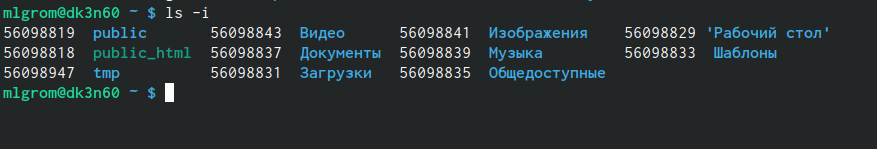 mlgrom@dk3n60 ~ $ ls -i
56098819 public 56098843 Видео 56098841 Изображения 56098829 'Рабочий стол'
56098818 public_html 56098837 Документы 56098839 Музыка 56098833 Шаблоны
56098947 tmp 56098831 Загрузки 56098835 Общедоступные
mlgrom@dk3n60 ~ $